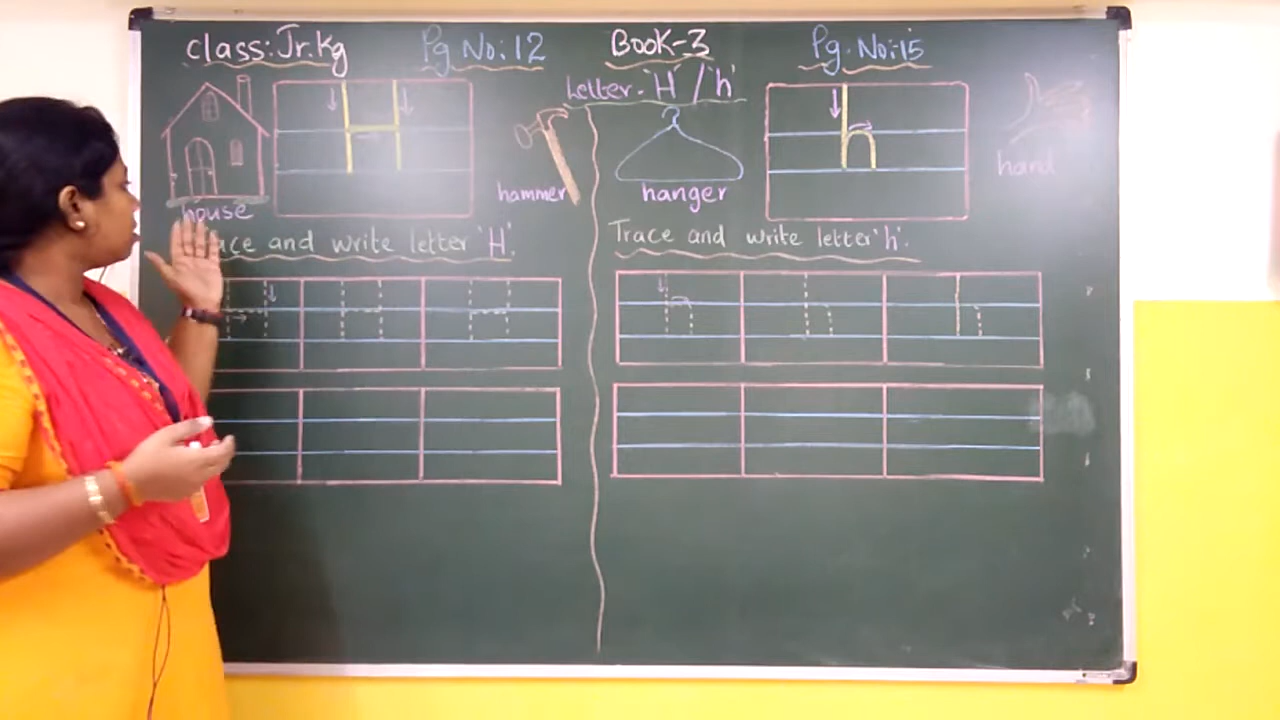 class: Jr.Kg Pg No: 12 BOOK-3 Pg. No: 15
Letter - 'H' / 'h'
H
h
house
hammer
hanger
hand
Trace and write letter 'H'.
Trace and write letter 'h'.
H H H
h h h